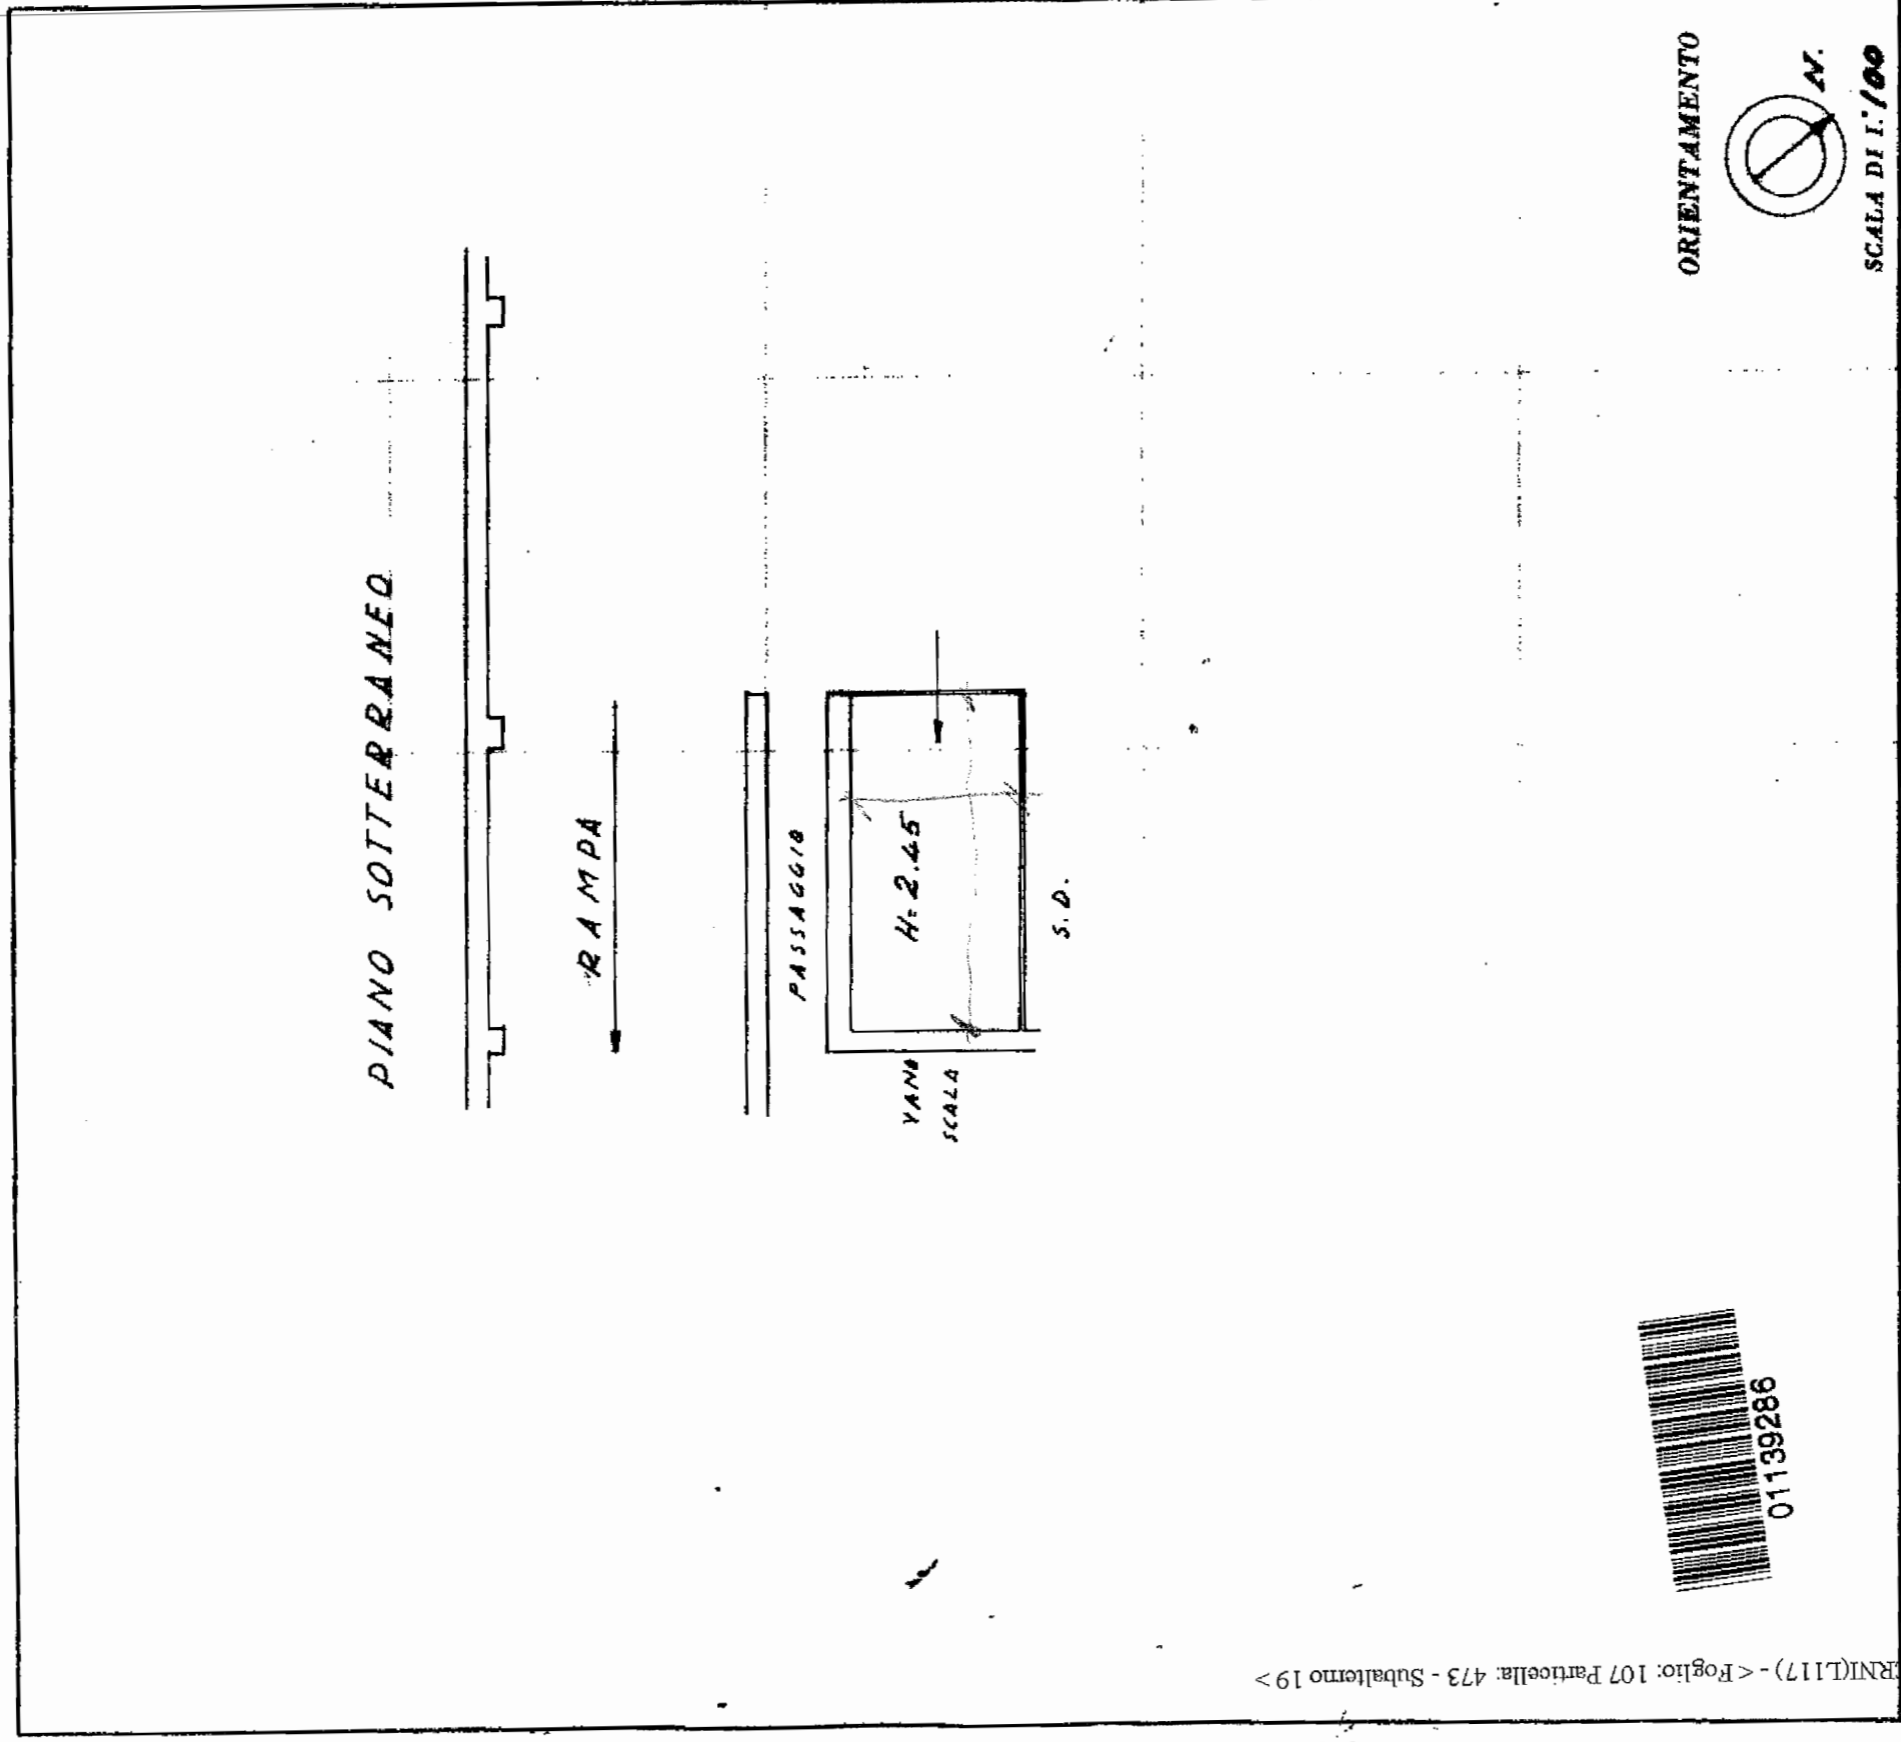 PIANO SOTTERRANEO
RAMPA
PASSAGGIO
H=2.45
VANO
SCALA
S.D.
ORIENTAMENTO
N.
SCALA DI 1:100
01139286
RNI(L117) - <Foglio: 107 Particella: 473 - Subalterno 19>